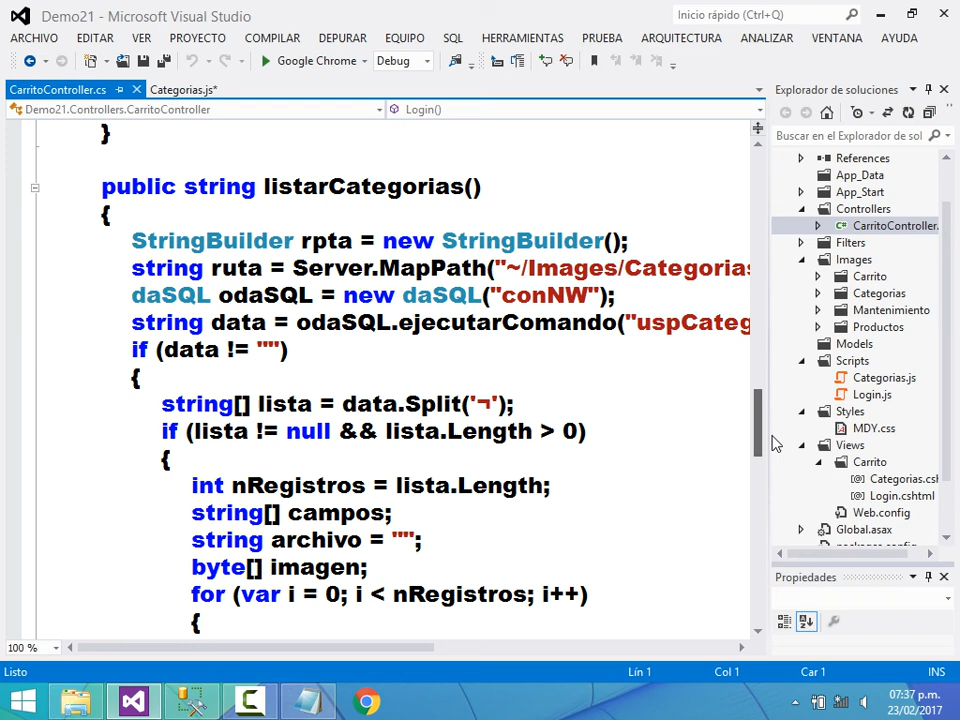 Demo21 - Microsoft Visual Studio
Inicio rápido (Ctrl+Q)
ARCHIVO EDITAR VER PROYECTO COMPILAR DEPURAR EQUIPO SQL HERRAMIENTAS PRUEBA ARQUITECTURA ANALIZAR VENTANA AYUDA
Google Chrome Debug
CarritoController.cs Categorias.js*
Demo21.Controllers.CarritoController Login()
}
public string listarCategorias()
{
StringBuilder rpta = new StringBuilder();
string ruta = Server.MapPath("~/Images/Categorias
daSQL odaSQL = new daSQL("conNW");
string data = odaSQL.ejecutarComando("uspCateg
if (data != "")
{
string[] lista = data.Split('¬');
if (lista != null && lista.Length > 0)
{
int nRegistros = lista.Length;
string[] campos;
string archivo = "";
byte[] imagen;
for (var i = 0; i < nRegistros; i++)
{
100 %
Explorador de soluciones
Buscar en el Explorador de sol
References
App_Data
App_Start
Controllers
C# CarritoController.
Filters
Images
Carrito
Categorias
Mantenimiento
Productos
Models
Scripts
Categorias.js
Login.js
Styles
MDY.css
Views
Carrito
Categorias.csh
Login.cshtml
Web.config
Global.asax
packages.config
Propiedades
Listo Lín 1 Col 1 Car 1 INS
07:37 p.m.
23/02/2017